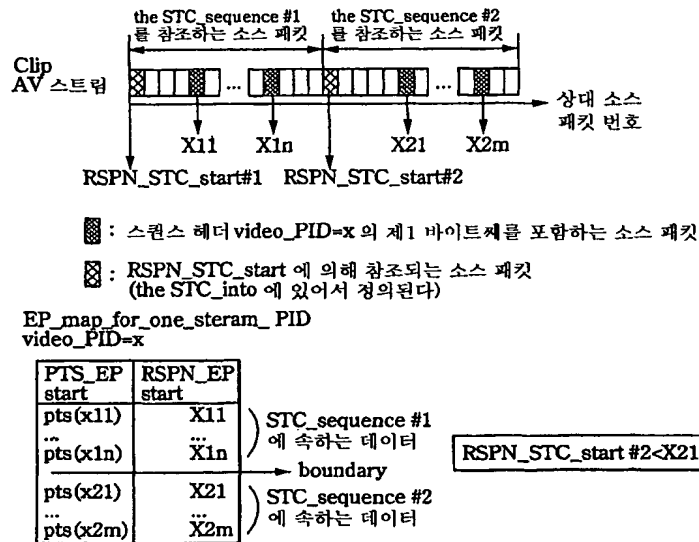 the STC_sequence #1 the STC_sequence #2
를 참조하는 소스 패킷 를 참조하는 소스 패킷
Clip
AV 스트림
... ...
상대 소스
패킷 번호
X11 X1n X21 X2m
RSPN_STC_start#1 RSPN_STC_start#2
: 스퀀스 헤더 video_PID=x 의 제1 바이트째를 포함하는 소스 패킷
: RSPN_STC_start 에 의해 참조되는 소스 패킷
(the STC_into 에 있어서 정의된다)
EP_map_for_one_steram_ PID
video_PID=x
PTS_EP RSPN_EP
start start
pts(x11) X11
... ...
pts(x1n) X1n
STC_sequence #1
에 속하는 데이터
boundary
pts(x21) X21
... ...
pts(x2m) X2m
STC_sequence #2
에 속하는 데이터
RSPN_STC_start #2<X21